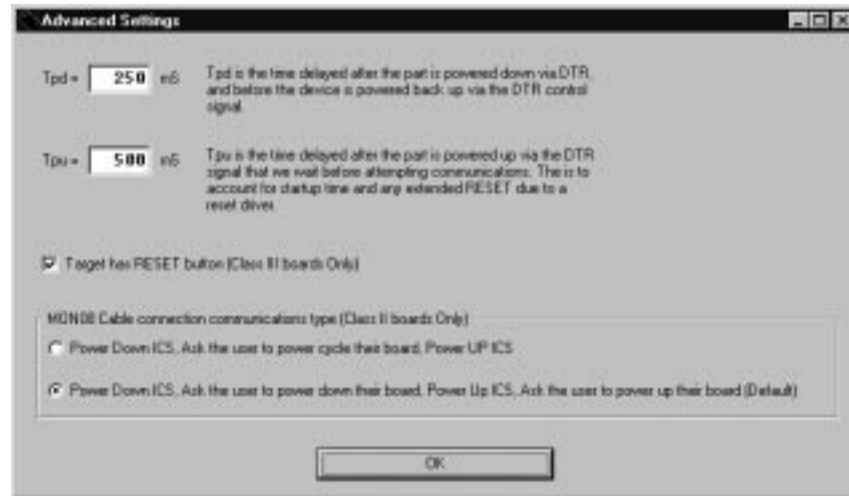 Advanced Settings
Tpd = 250 mS
Tpd is the time delayed after the part is powered down via DTR,
and before the device is powered back up via the DTR control
signal.
Tpu = 500 mS
Tpu is the time delayed after the part is powered up via the DTR
signal that we wait before attempting communications. The is to
account for startup time and any extended RESET due to a
reset driver.
Target has RESET button (Class III boards Only)
MON08 Cable connection communications type (Class II boards Only)
Power Down ICS, Ask the user to power cycle their board, Power UP ICS
Power Down ICS, Ask the user to power down their board, Power Up ICS, Ask the user to power up their board (Default)
OK